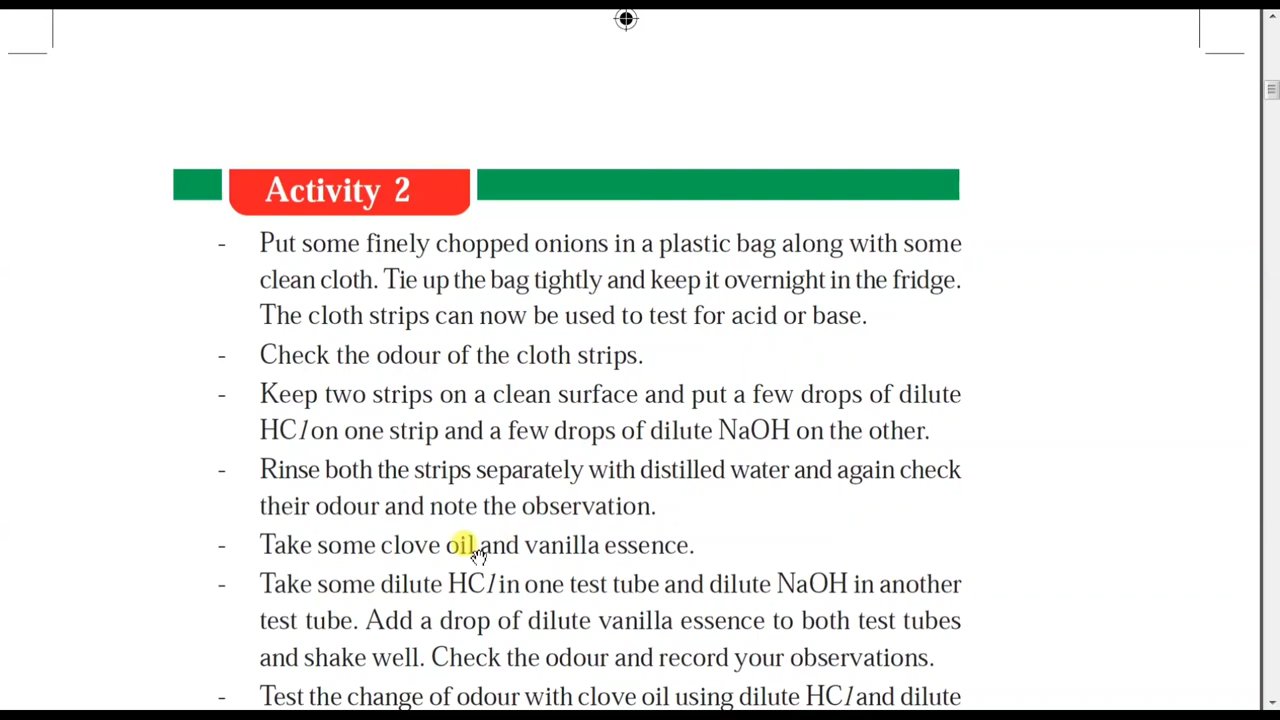 Activity 2
- Put some finely chopped onions in a plastic bag along with some
clean cloth. Tie up the bag tightly and keep it overnight in the fridge.
The cloth strips can now be used to test for acid or base.
- Check the odour of the cloth strips.
- Keep two strips on a clean surface and put a few drops of dilute
HCl on one strip and a few drops of dilute NaOH on the other.
- Rinse both the strips separately with distilled water and again check
their odour and note the observation.
- Take some clove oil and vanilla essence.
- Take some dilute HCl in one test tube and dilute NaOH in another
test tube. Add a drop of dilute vanilla essence to both test tubes
and shake well. Check the odour and record your observations.
- Test the change of odour with clove oil using dilute HCl and dilute